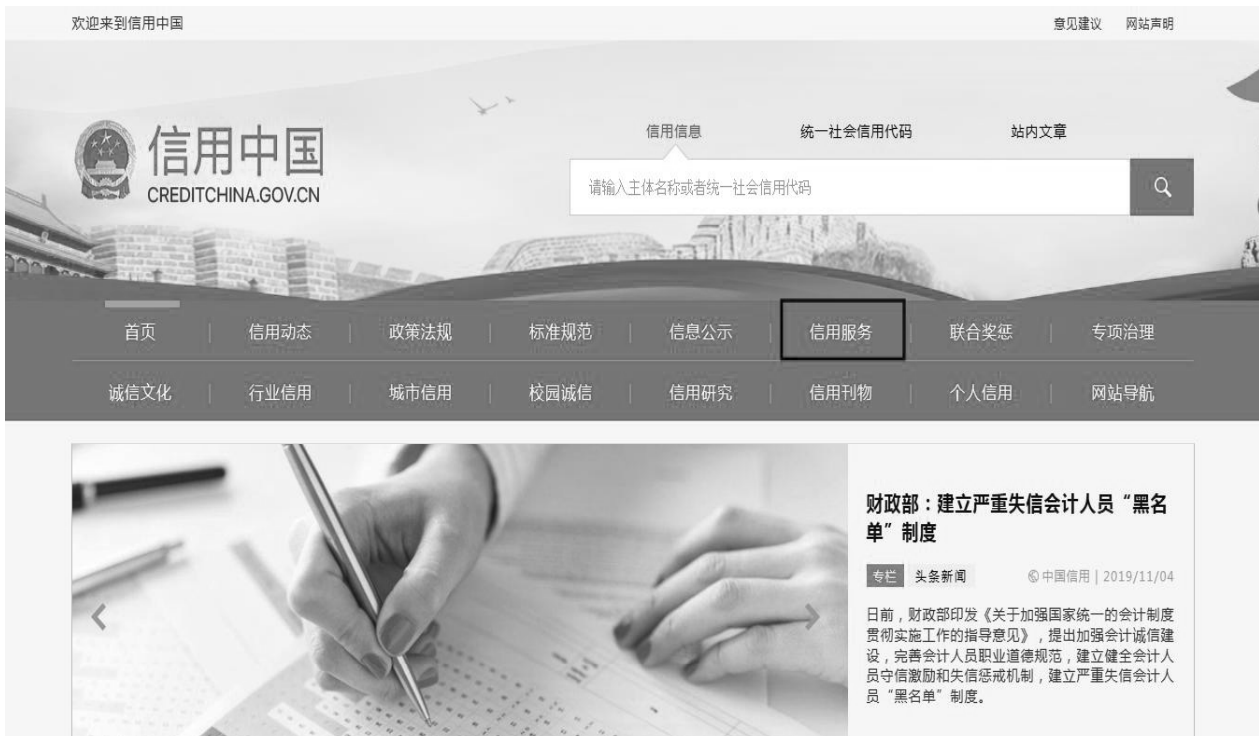 欢迎来到信用中国
意见建议 网站声明
信用中国
CREDITCHINA.GOV.CN
信用信息 统一社会信用代码 站内文章
请输入主体名称或者统一社会信用代码
首页 信用动态 政策法规 标准规范 信息公示 信用服务 联合奖惩 专项治理
诚信文化 行业信用 城市信用 校园诚信 信用研究 信用刊物 个人信用 网站导航
财政部：建立严重失信会计人员“黑名
单”制度
专栏 头条新闻 中国信用 | 2019/11/04
日前，财政部印发《关于加强国家统一的会计制度
贯彻实施工作的指导意见》，提出加强会计诚信建
设，完善会计人员职业道德规范，建立健全会计人
员守信激励和失信惩戒机制，建立严重失信会计人
员“黑名单”制度。